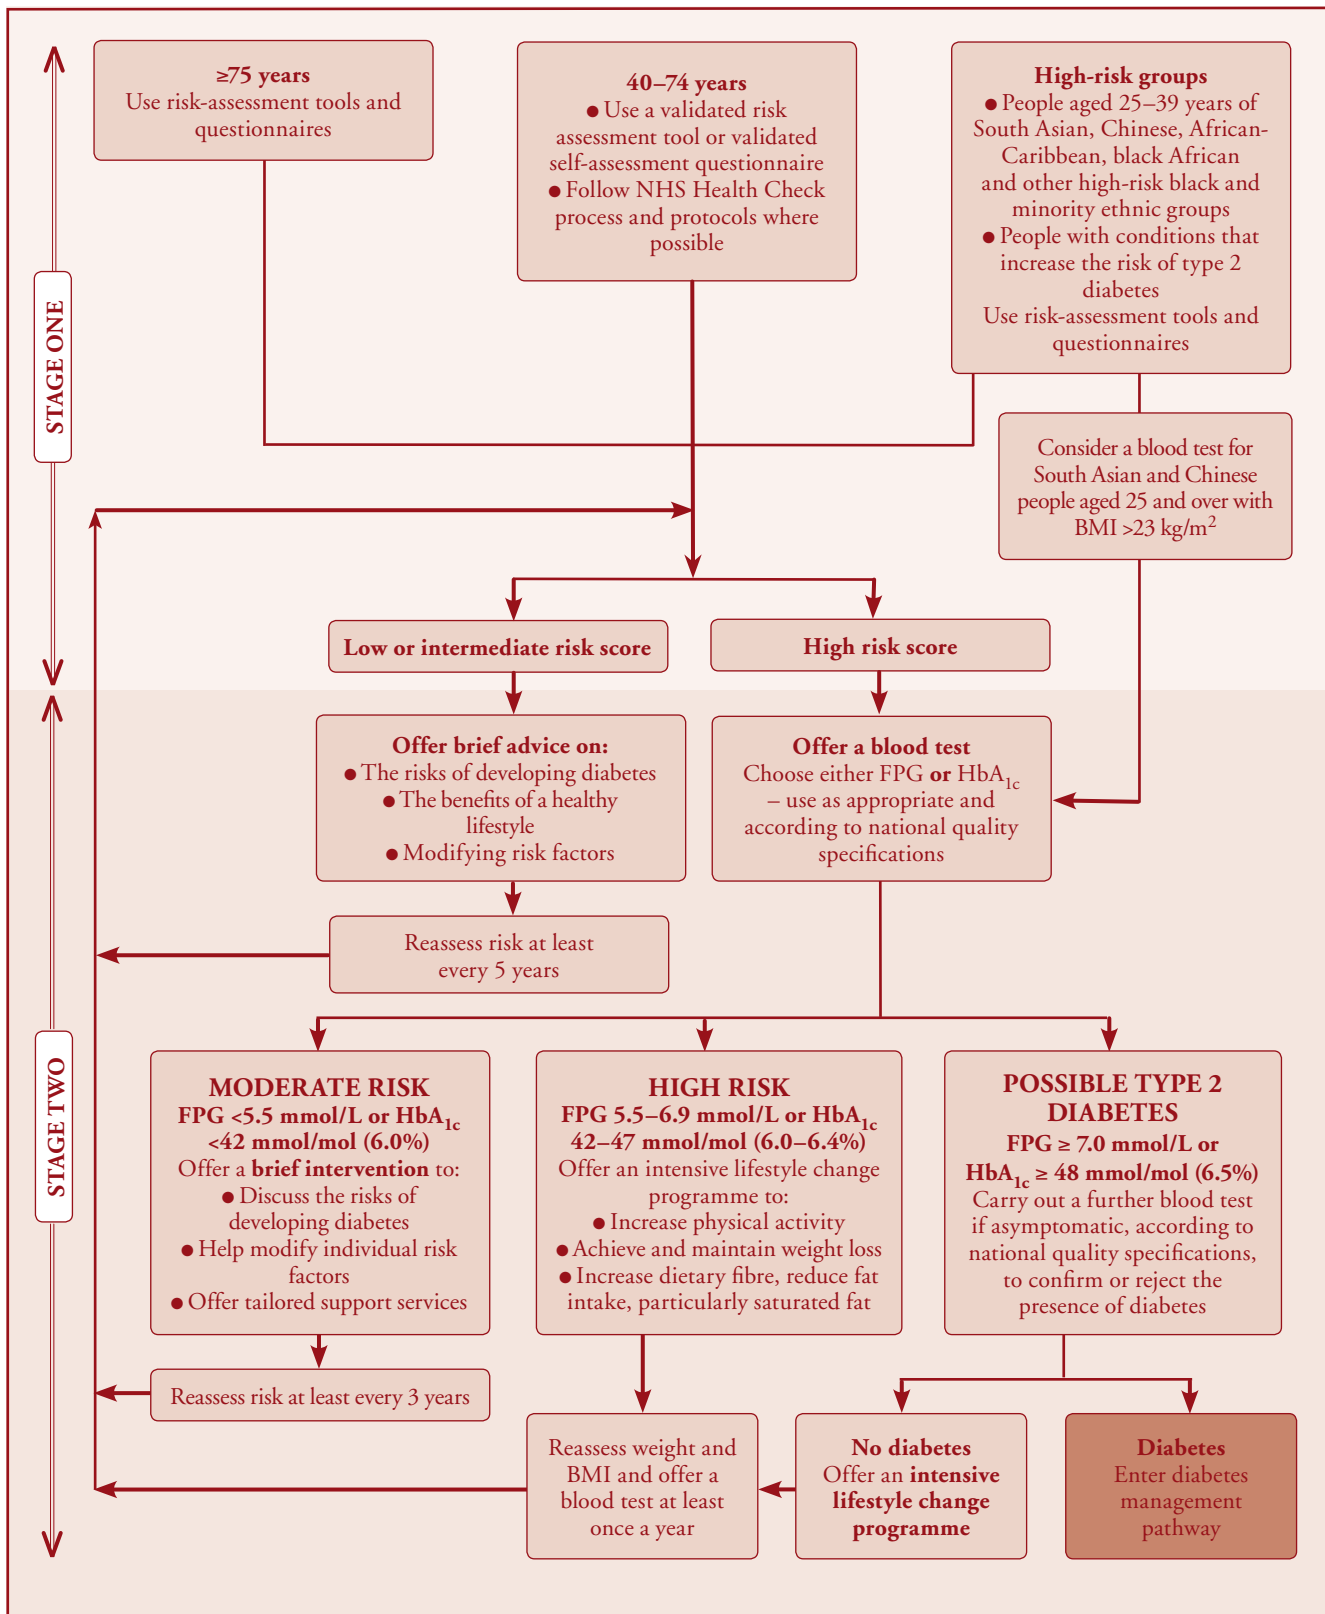 ≥75 years
Use risk-assessment tools and
questionnaires
40–74 years
● Use a validated risk
assessment tool or validated
self-assessment questionnaire
● Follow NHS Health Check
process and protocols where
possible
High-risk groups
● People aged 25–39 years of
South Asian, Chinese, African-
Caribbean, black African
and other high-risk black and
minority ethnic groups
● People with conditions that
increase the risk of type 2
diabetes
Use risk-assessment tools and
questionnaires
STAGE ONE
Consider a blood test for
South Asian and Chinese
people aged 25 and over with
BMI >23 kg/m²
Low or intermediate risk score
High risk score
Offer brief advice on:
● The risks of developing diabetes
● The benefits of a healthy
lifestyle
● Modifying risk factors
Offer a blood test
Choose either FPG or HbA₁c
– use as appropriate and
according to national quality
specifications
Reassess risk at least
every 5 years
STAGE TWO
MODERATE RISK
FPG <5.5 mmol/L or HbA₁c
<42 mmol/mol (6.0%)
Offer a brief intervention to:
● Discuss the risks of
developing diabetes
● Help modify individual risk
factors
● Offer tailored support services
HIGH RISK
FPG 5.5–6.9 mmol/L or HbA₁c
42–47 mmol/mol (6.0–6.4%)
Offer an intensive lifestyle change
programme to:
● Increase physical activity
● Achieve and maintain weight loss
● Increase dietary fibre, reduce fat
intake, particularly saturated fat
POSSIBLE TYPE 2
DIABETES
FPG ≥ 7.0 mmol/L or
HbA₁c ≥ 48 mmol/mol (6.5%)
Carry out a further blood test
if asymptomatic, according to
national quality specifications,
to confirm or reject the
presence of diabetes
Reassess risk at least every 3 years
Reassess weight and
BMI and offer a
blood test at least
once a year
No diabetes
Offer an intensive
lifestyle change
programme
Diabetes
Enter diabetes
management
pathway